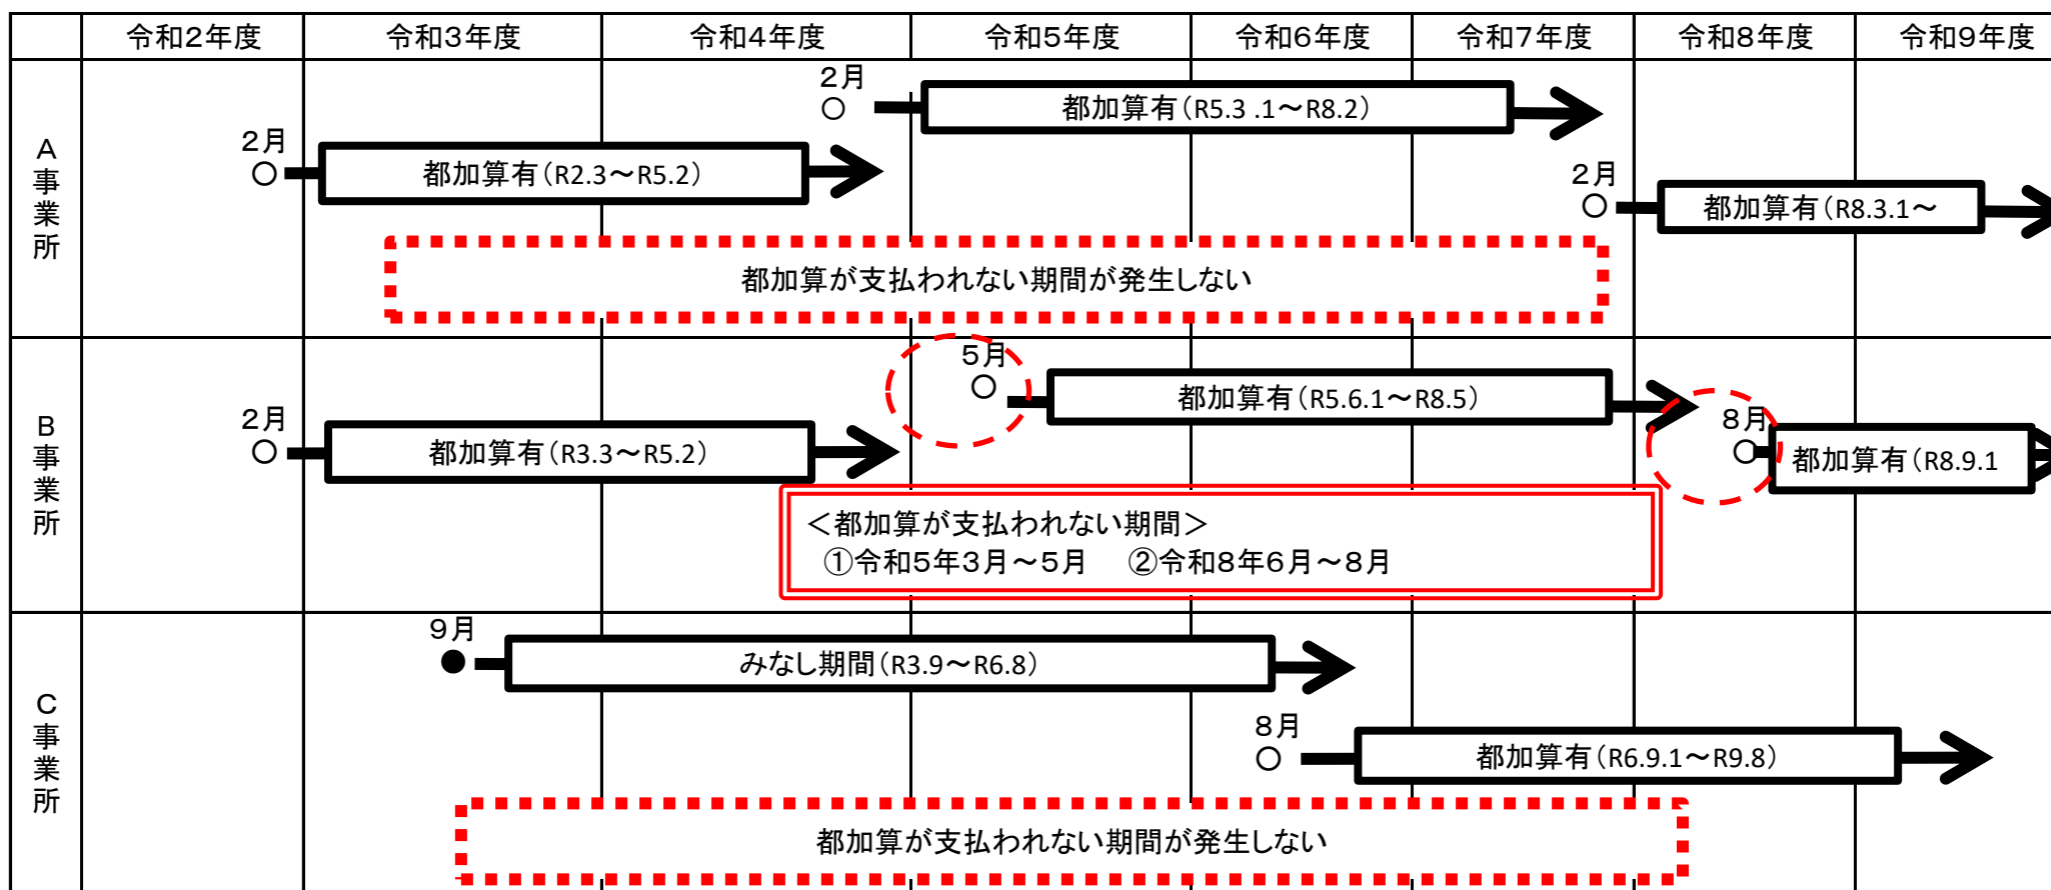 令和２年度 令和３年度 令和４年度 令和５年度 令和６年度 令和７年度 令和８年度 令和９年度
Ａ事業所
２月
都加算有（R2.3～R5.2）
２月
都加算有（R5.3 .1～R8.2）
２月
都加算有（R8.3.1～
都加算が支払われない期間が発生しない
Ｂ事業所
２月
都加算有（R3.3～R5.2）
５月
都加算有（R5.6.1～R8.5）
８月
都加算有（R8.9.1
＜都加算が支払われない期間＞
①令和５年３月～５月　②令和８年６月～８月
Ｃ事業所
９月
みなし期間（R3.9～R6.8）
８月
都加算有（R6.9.1～R9.8）
都加算が支払われない期間が発生しない